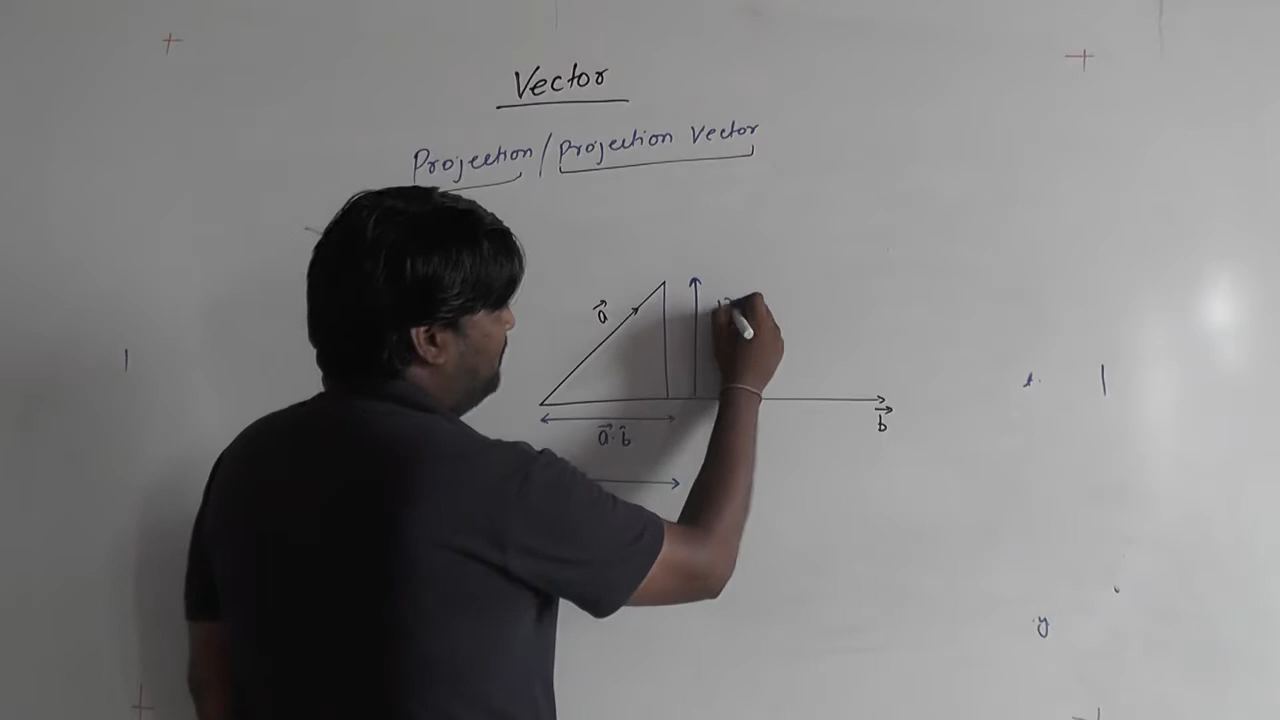 Vector
Projection / Projection Vector
a⃗
b⃗
a⃗ · b̂
y